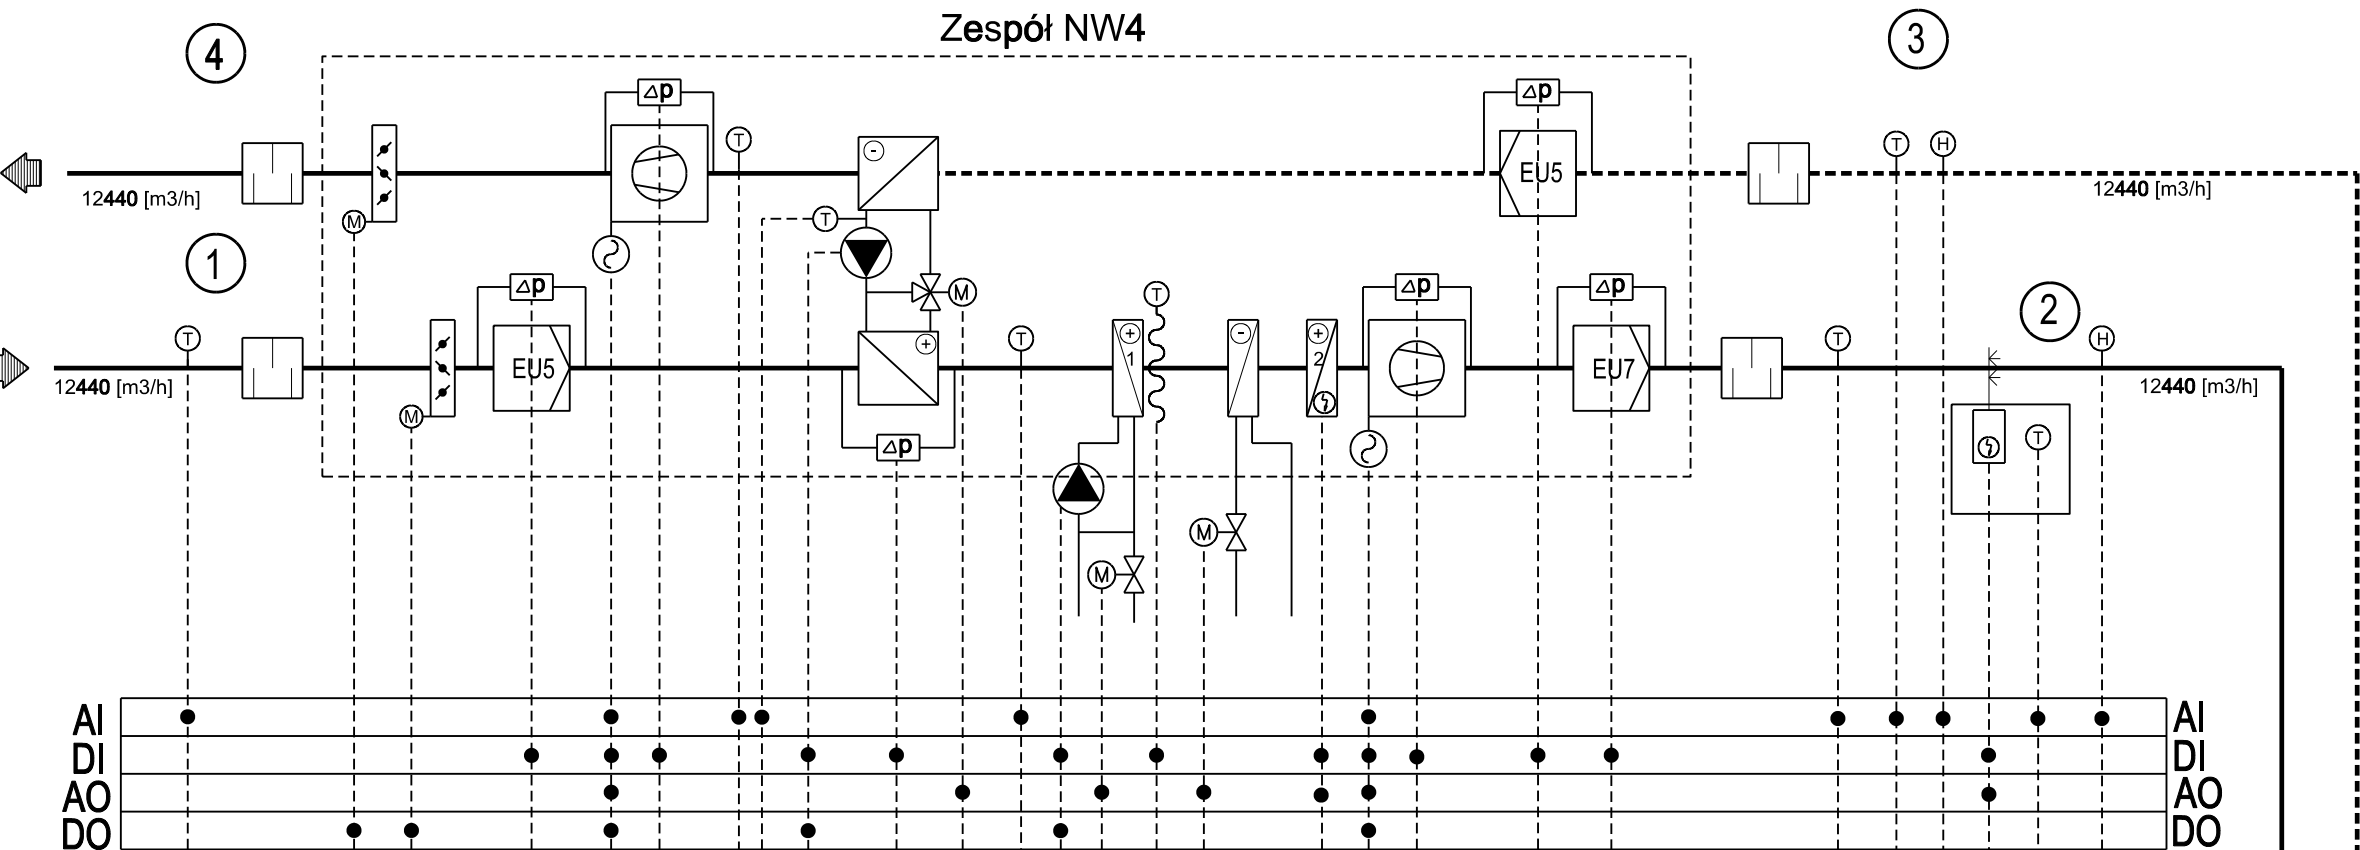 Zespół NW4
4
3
Δp
Δp
T
T
H
-
EU5
12440 [m3/h]
12440 [m3/h]
M
T
1
Δp
M
T
Δp
Δp
2
T
T
+
+
-
+
T
H
EU5
1
2
EU7
12440 [m3/h]
12440 [m3/h]
M
Δp
T
M
M
AI
AI
DI
DI
AO
AO
DO
DO